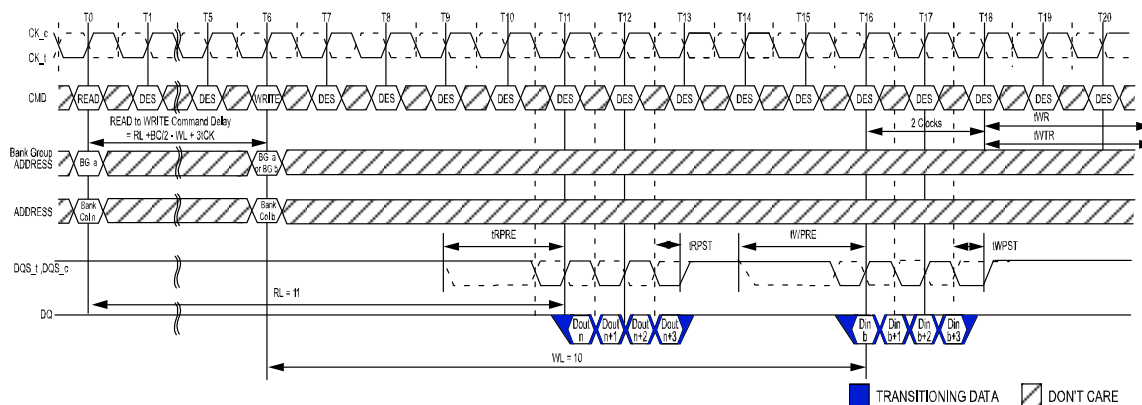 T0 T1 T5 T6 T7 T8 T9 T10 T11 T12 T13 T14 T15 T16 T17 T18 T19 T20
CK_c
CK_t
CMD READ DES DES WRITE DES DES DES DES DES DES DES DES DES DES DES DES DES DES
READ to WRITE Command Delay
= RL +BC/2 - WL + 3tCK
2 Clocks
tWR
tWTR
Bank Group
ADDRESS
BG a
BG a
or BG b
ADDRESS
Bank
Col n
Bank
Col b
tRPRE tRPST tWPRE tWPST
DQS_t ,DQS_c
RL = 11
DQ
Dout
n
Dout
n+1
Dout
n+2
Dout
n+3
Din
b
Din
b+1
Din
b+2
Din
b+3
WL = 10
TRANSITIONING DATA DON'T CARE